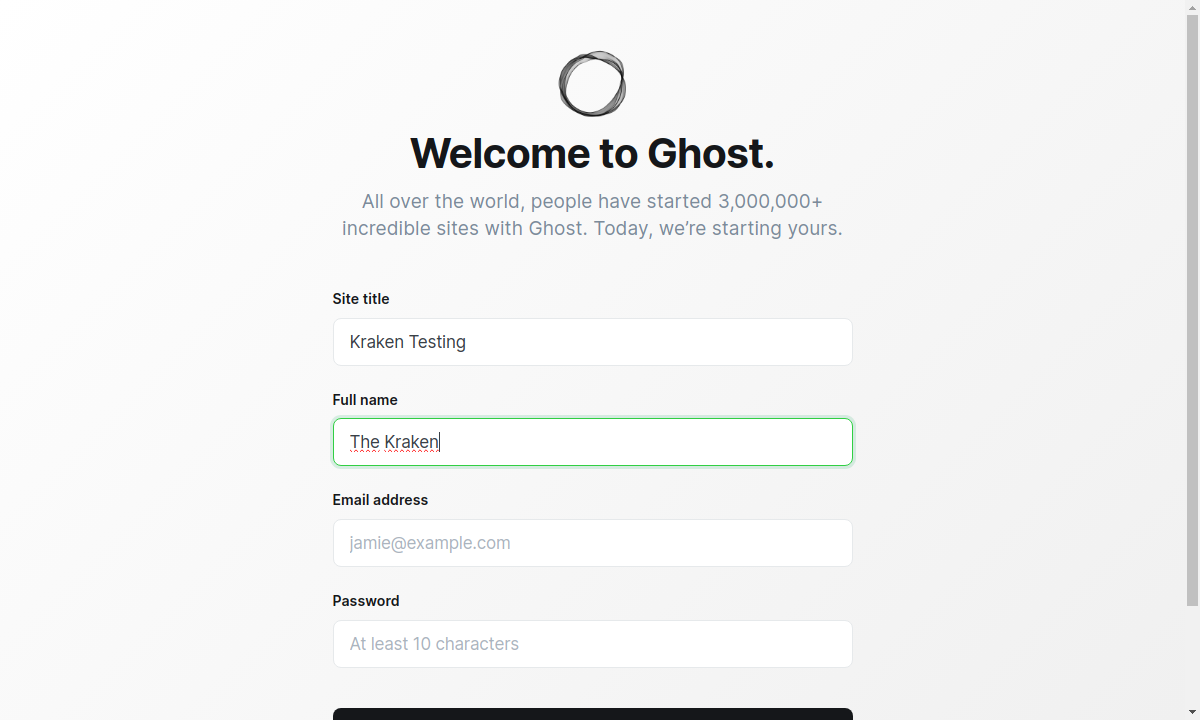 Welcome to Ghost.
All over the world, people have started 3,000,000+
incredible sites with Ghost. Today, we’re starting yours.
Site title
Kraken Testing
Full name
The Kraken
Email address
jamie@example.com
Password
At least 10 characters